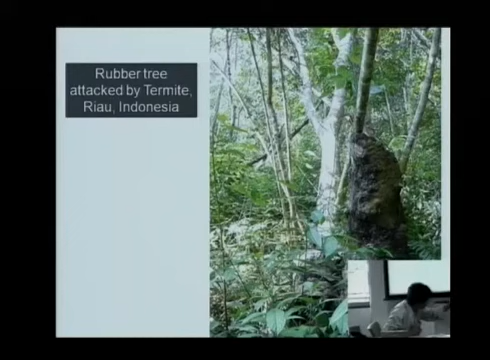 Rubber tree
attacked by Termite,
Riau, Indonesia